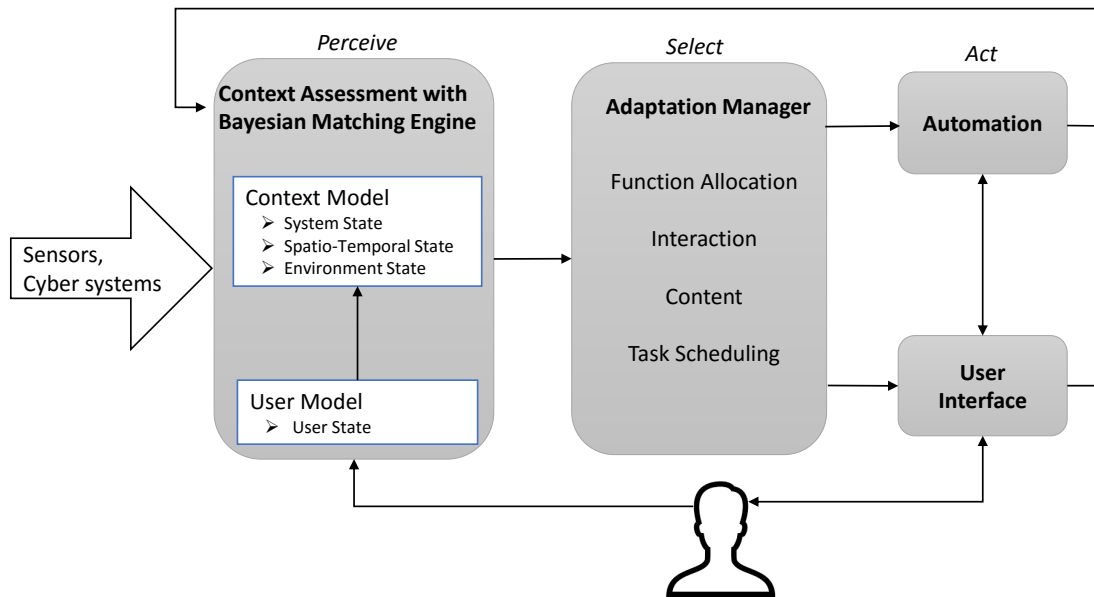 Perceive
Select
Act
Context Assessment with
Bayesian Matching Engine
Adaptation Manager
Automation
Context Model
➢ System State
➢ Spatio-Temporal State
➢ Environment State
Function Allocation
Interaction
Content
Task Scheduling
Sensors,
Cyber systems
User Model
➢ User State
User
Interface